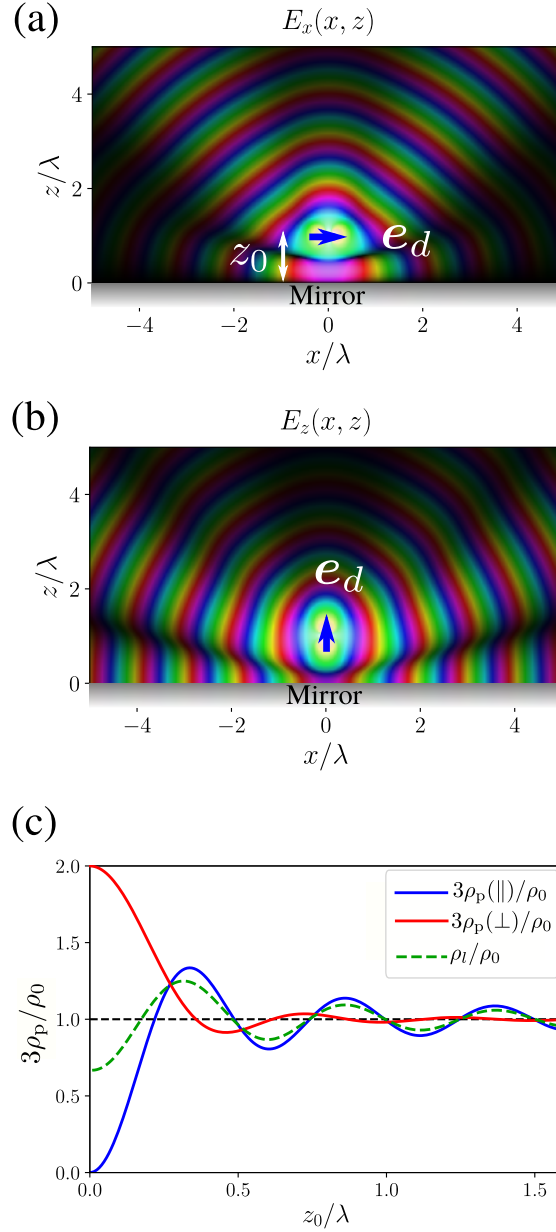 (a)
E_x(x, z)
z/λ
4
2
0
z_0
e_d
Mirror
−4 −2 0 2 4
x/λ
(b)
E_z(x, z)
z/λ
4
2
0
e_d
Mirror
−4 −2 0 2 4
x/λ
(c)
3ρ_p/ρ_0
2.0
1.5
1.0
0.5
0.0
3ρ_p(∥)/ρ_0
3ρ_p(⊥)/ρ_0
ρ_l/ρ_0
0.0 0.5 1.0 1.5
z_0/λ